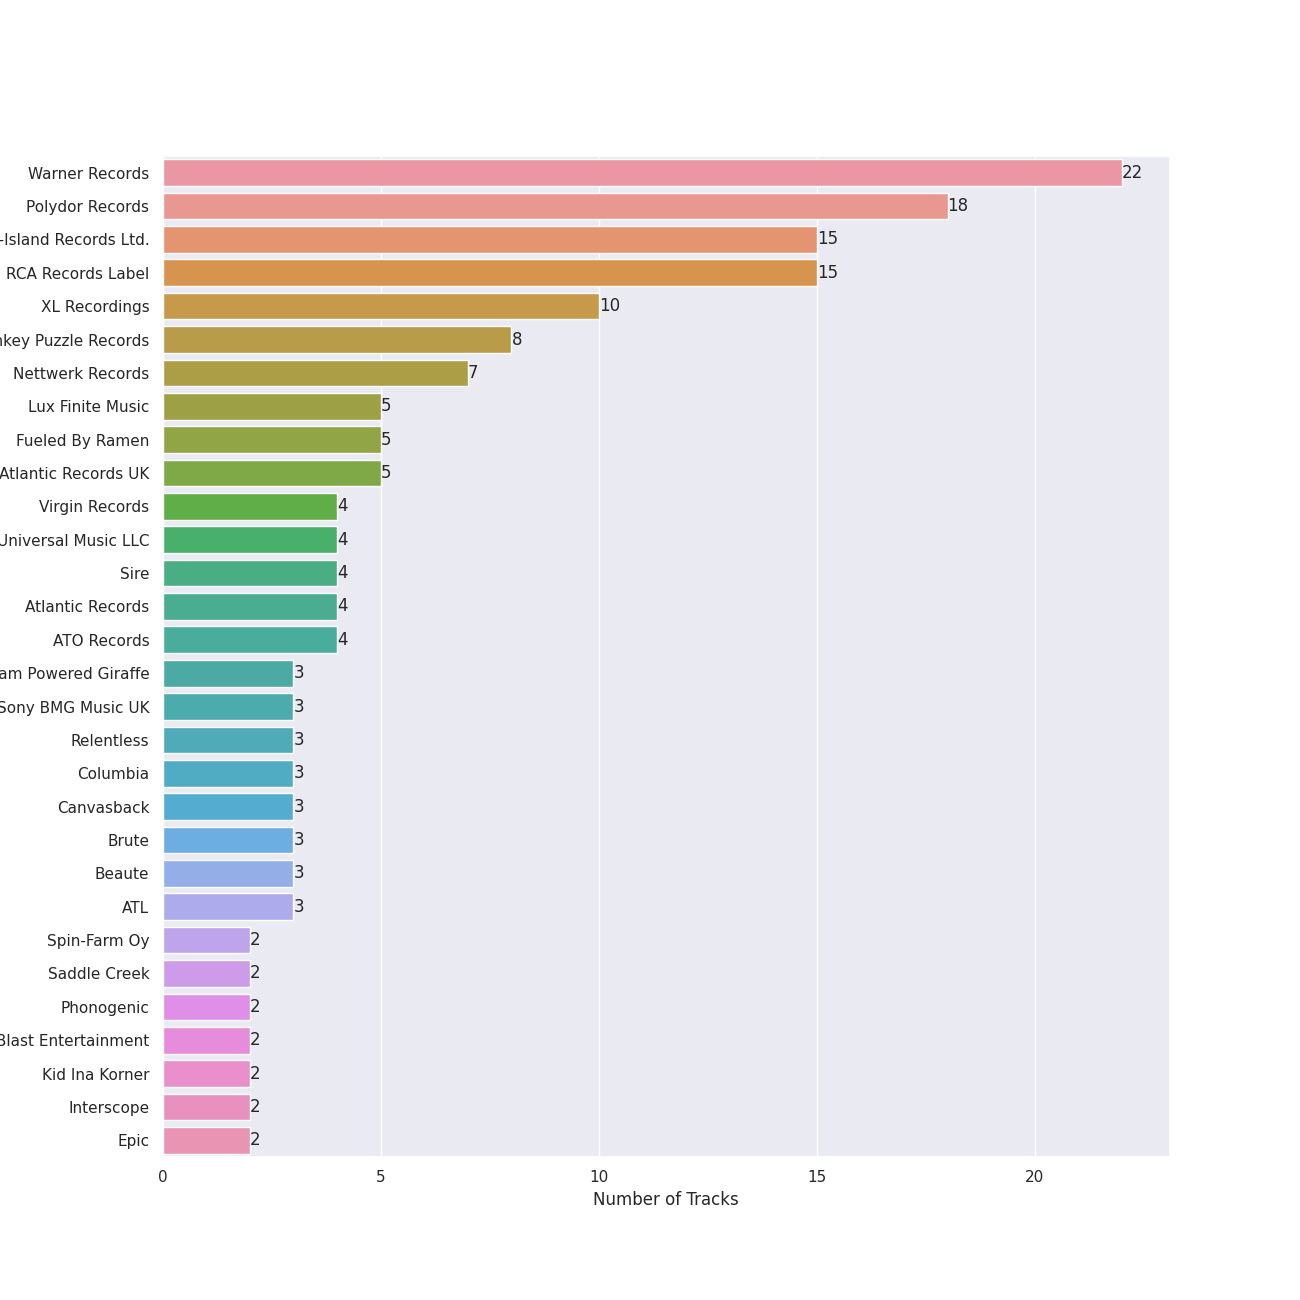 Warner Records 22
Polydor Records 18
-Island Records Ltd. 15
RCA Records Label 15
XL Recordings 10
Puzzle Records 8
Nettwerk Records 7
Lux Finite Music 5
Fueled By Ramen 5
Atlantic Records UK 5
Virgin Records 4
Universal Music LLC 4
Sire 4
Atlantic Records 4
ATO Records 4
Powered Giraffe 3
Sony BMG Music UK 3
Relentless 3
Columbia 3
Canvasback 3
Brute 3
Beaute 3
ATL 3
Spin-Farm Oy 2
Saddle Creek 2
Phonogenic 2
Blast Entertainment 2
Kid Ina Korner 2
Interscope 2
Epic 2
0 5 10 15 20
Number of Tracks